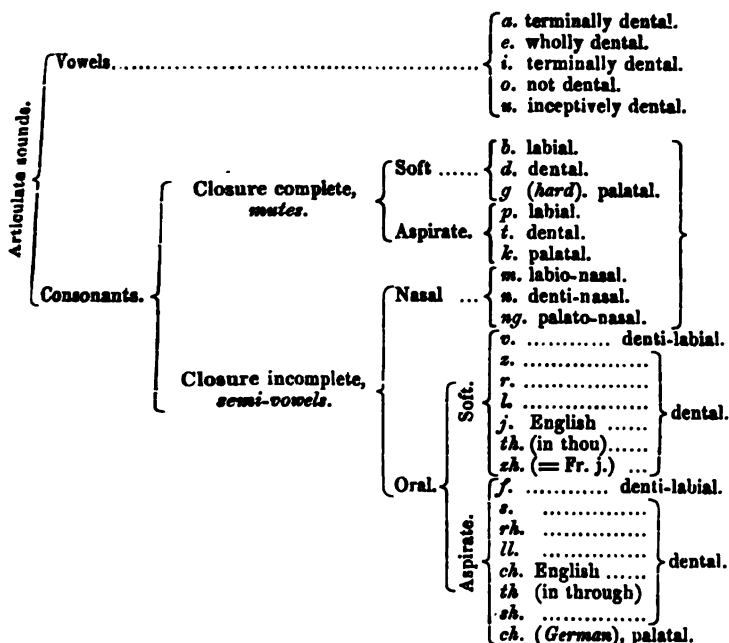 Articulate sounds.
Vowels. ........................................
a. terminally dental.
e. wholly dental.
i. terminally dental.
o. not dental.
u. inceptively dental.
Consonants.
Closure complete,
mutes.
Soft ......
b. labial.
d. dental.
g (hard). palatal.
Aspirate.
p. labial.
t. dental.
k. palatal.
Closure incomplete,
semi-vowels.
Nasal ...
m. labio-nasal.
n. denti-nasal.
ng. palato-nasal.
Oral.
Soft.
v. ............ denti-labial.
z. ..................
r. ..................
l. ..................
j. English ......
th. (in thou)......
zh. (= Fr. j.) ...
dental.
Aspirate.
f. ............ denti-labial.
s. ...............
rh. ...............
ll. ...............
ch. English ......
th (in through)
sh. ...............
dental.
ch. (German), palatal.